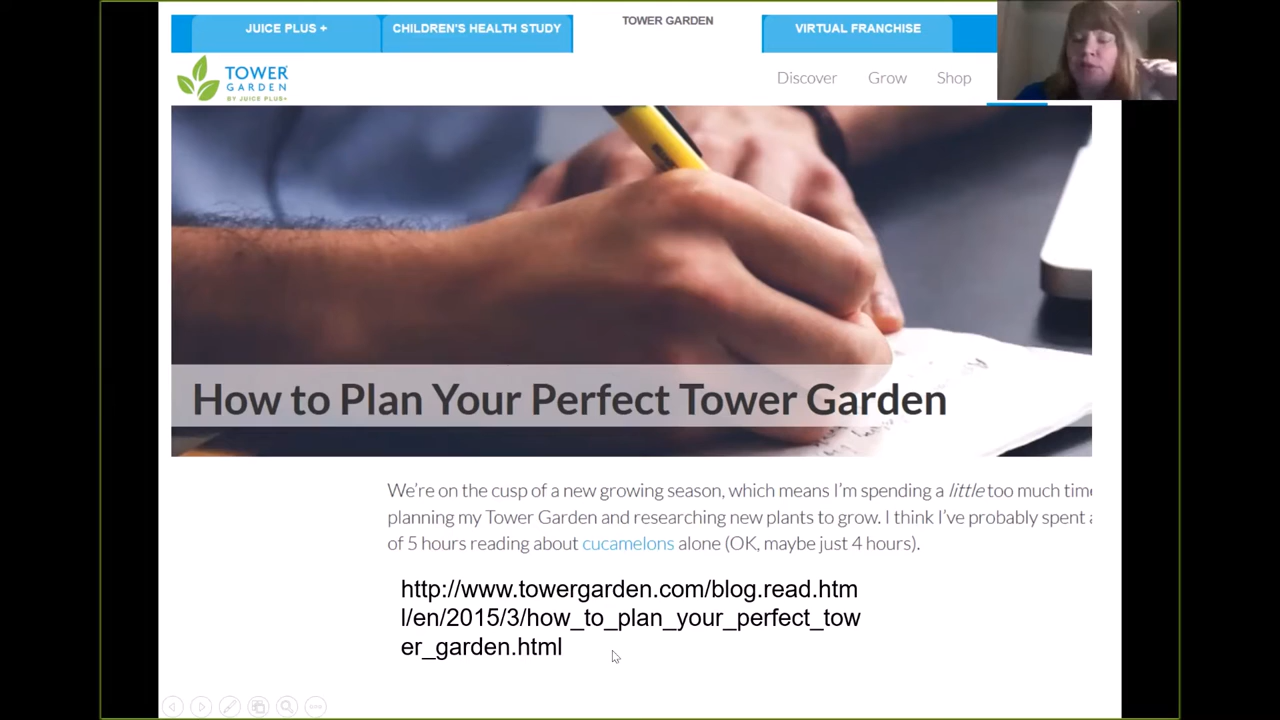 JUICE PLUS +
CHILDREN'S HEALTH STUDY
TOWER GARDEN
VIRTUAL FRANCHISE
TOWER
GARDEN
BY JUICE PLUS+
Discover
Grow
Shop
How to Plan Your Perfect Tower Garden
We're on the cusp of a new growing season, which means I'm spending a little too much time
planning my Tower Garden and researching new plants to grow. I think I've probably spent
of 5 hours reading about cucamelons alone (OK, maybe just 4 hours).
http://www.towergarden.com/blog.read.htm
l/en/2015/3/how_to_plan_your_perfect_tow
er_garden.html